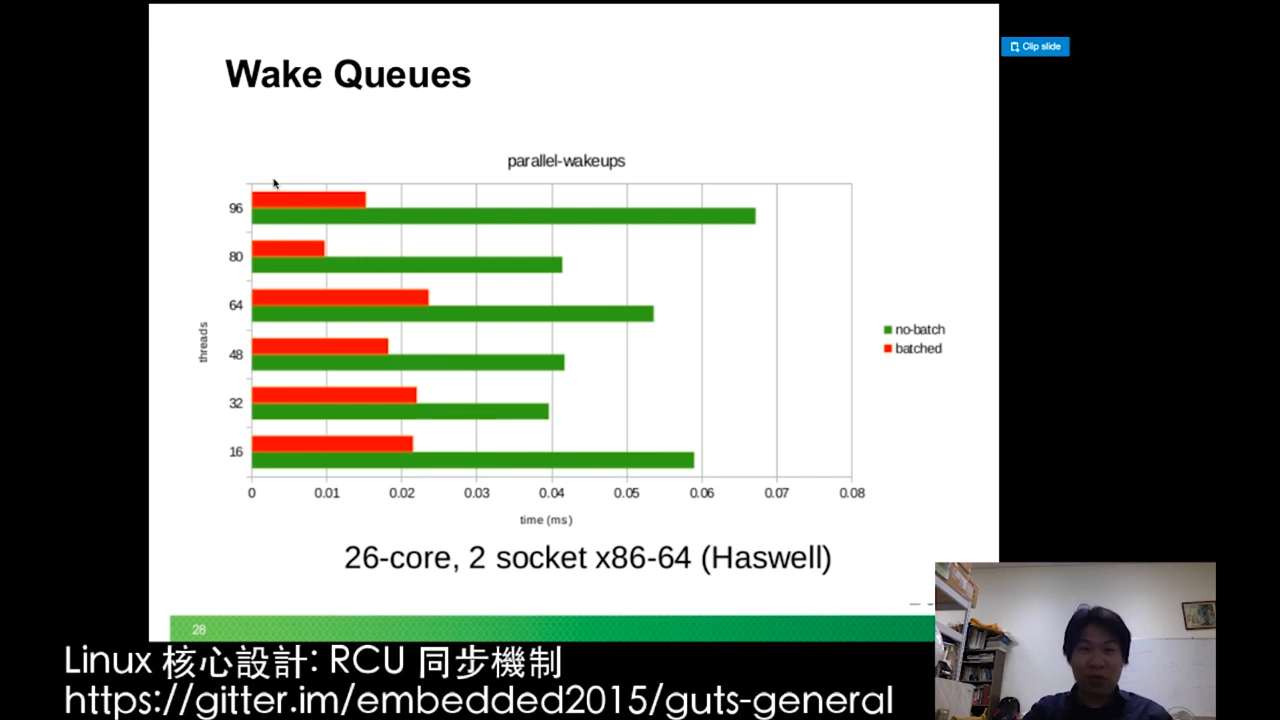 Clip slide
Wake Queues
parallel-wakeups
96
80
64
48
32
16
threads
no-batch
batched
0 0.01 0.02 0.03 0.04 0.05 0.06 0.07 0.08
time (ms)
26-core, 2 socket x86-64 (Haswell)
28
Linux 核心設計: RCU 同步機制
https://gitter.im/embedded2015/guts-general